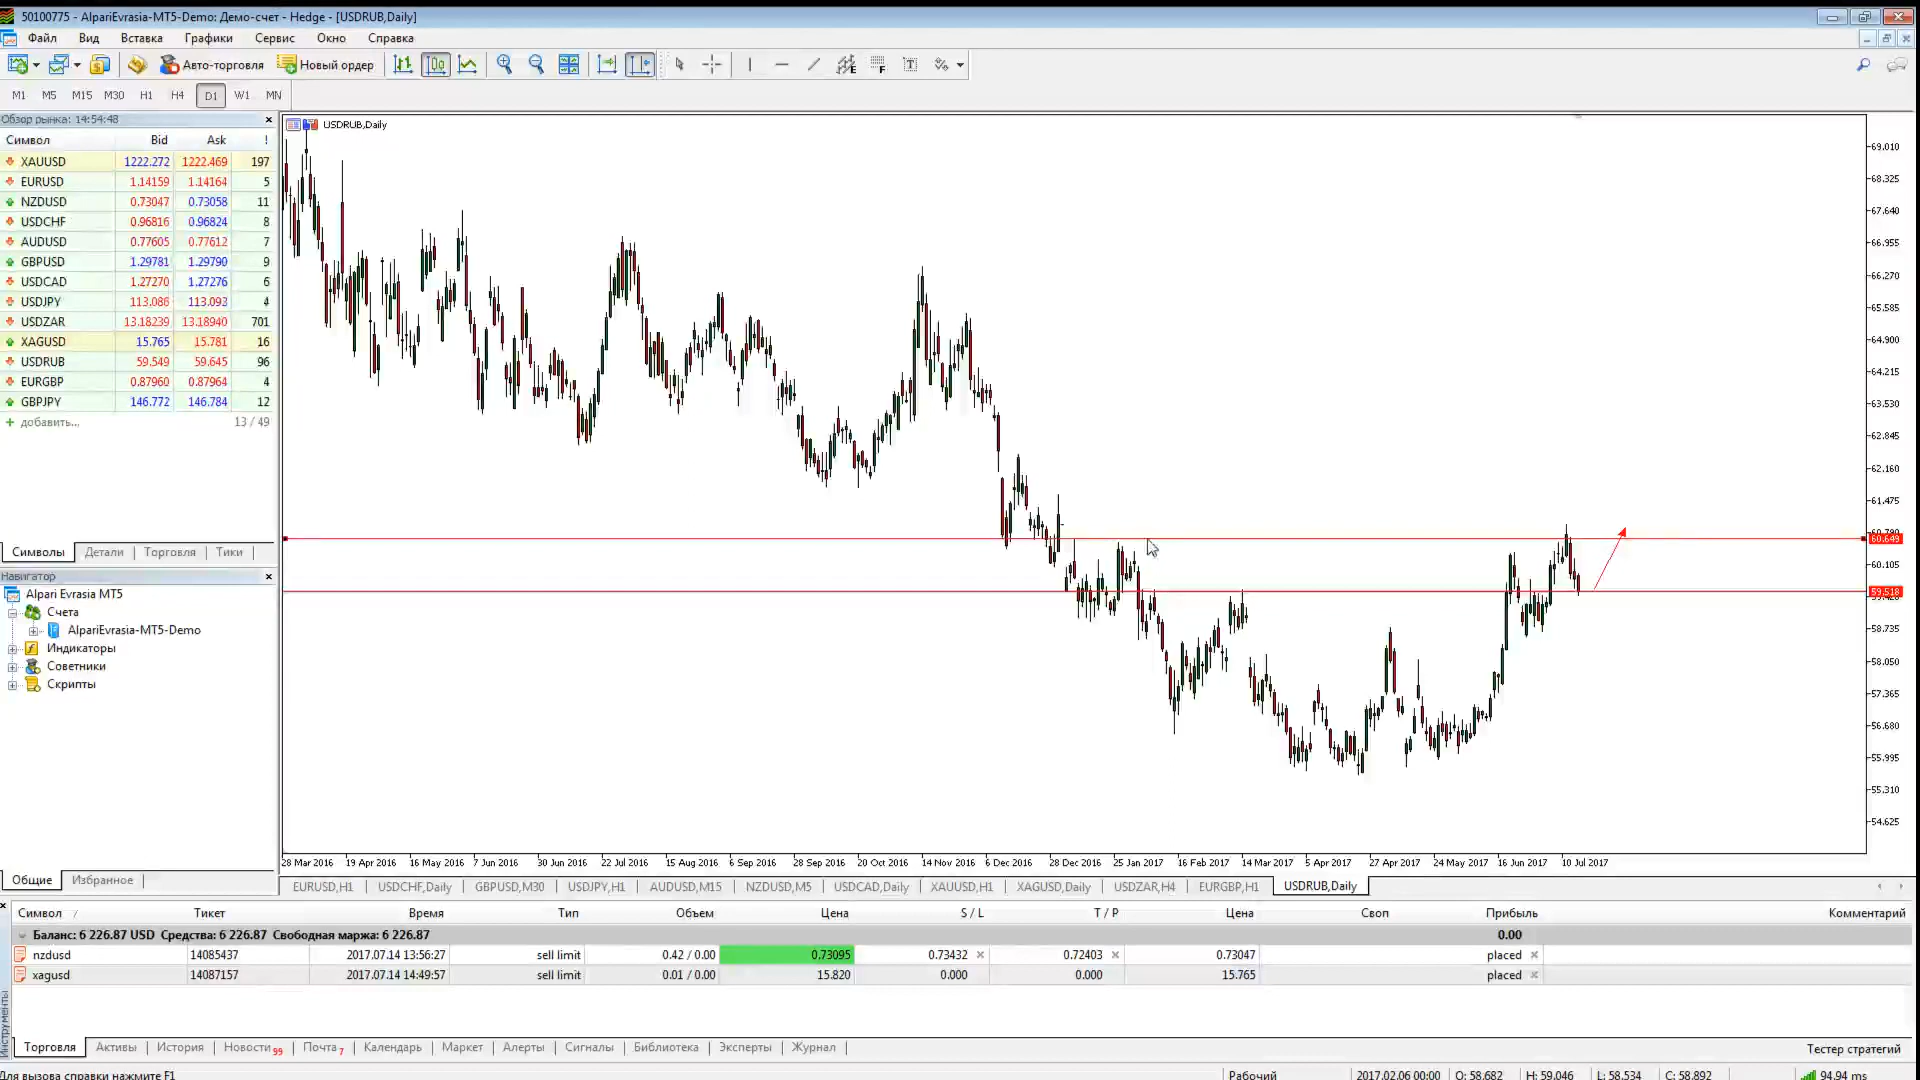 50100775 - AlpariEvrasia-MT5-Demo: Демо-счет - Hedge - [USDRUB,Daily]
Файл Вид Вставка Графики Сервис Окно Справка
Авто-торговля Новый ордер
M1 M5 M15 M30 H1 H4 D1 W1 MN
Обзор рынка: 14:54:48
Символ Bid Ask !
XAUUSD 1222.272 1222.469 197
EURUSD 1.14159 1.14164 5
NZDUSD 0.73047 0.73058 11
USDCHF 0.96816 0.96824 8
AUDUSD 0.77605 0.77612 7
GBPUSD 1.29781 1.29790 9
USDCAD 1.27270 1.27276 6
USDJPY 113.086 113.093 4
USDZAR 13.18239 13.18940 701
XAGUSD 15.765 15.781 16
USDRUB 59.549 59.645 96
EURGBP 0.87960 0.87964 4
GBPJPY 146.772 146.784 12
добавить... 13 / 49
Символы Детали Торговля Тики
Навигатор
Alpari Evrasia MT5
Счета
AlpariEvrasia-MT5-Demo
Индикаторы
Советники
Скрипты
Общие Избранное
USDRUB,Daily
69.010
68.325
67.640
66.955
66.270
65.585
64.900
64.215
63.530
62.845
62.160
61.475
60.649
60.105
59.518
58.735
58.050
57.365
56.680
55.995
55.310
54.625
28 Mar 2016 19 Apr 2016 16 May 2016 7 Jun 2016 30 Jun 2016 22 Jul 2016 15 Aug 2016 6 Sep 2016 28 Sep 2016 20 Oct 2016 14 Nov 2016 6 Dec 2016 28 Dec 2016 25 Jan 2017 16 Feb 2017 14 Mar 2017 5 Apr 2017 27 Apr 2017 24 May 2017 16 Jun 2017 10 Jul 2017
EURUSD,H1 USDCHF,Daily GBPUSD,M30 USDJPY,H1 AUDUSD,M15 NZDUSD,M5 USDCAD,Daily XAUUSD,H1 XAGUSD,Daily USDZAR,H4 EURGBP,H1 USDRUB,Daily
Символ / Тикет Время Тип Объем Цена S / L T / P Цена Своп Прибыль Комментарий
Баланс: 6 226.87 USD Средства: 6 226.87 Свободная маржа: 6 226.87 0.00
nzdusd 14085437 2017.07.14 13:56:27 sell limit 0.42 / 0.00 0.73095 0.73432 0.72403 0.73047 placed
xagusd 14087157 2017.07.14 14:49:57 sell limit 0.01 / 0.00 15.820 0.000 0.000 15.765 placed
Инструменты
Торговля Активы История Новости 99 Почта 7 Календарь Маркет Алерты Сигналы Библиотека Эксперты Журнал Тестер стратегий
Для вызова справки нажмите F1 Рабочий 2017.02.06 00:00 O: 58.682 H: 59.046 L: 58.534 C: 58.892 94.94 ms